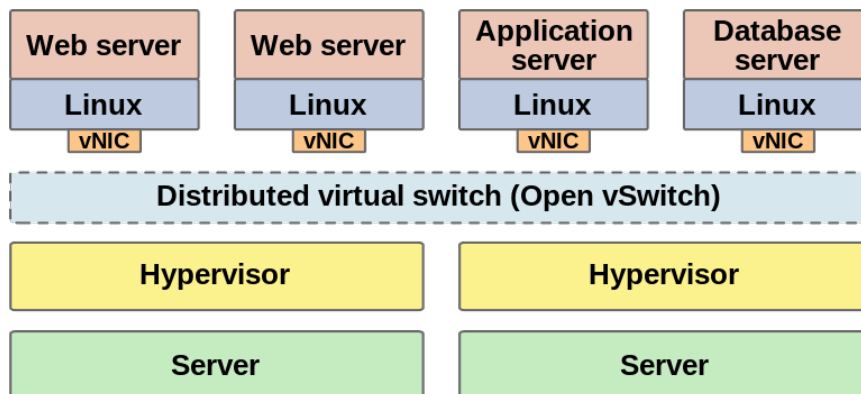 Web server
Web server
Application
server
Database
server
Linux
Linux
Linux
Linux
vNIC
vNIC
vNIC
vNIC
Distributed virtual switch (Open vSwitch)
Hypervisor
Hypervisor
Server
Server